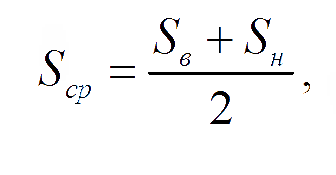 S_ср = (S_в + S_н) / 2,